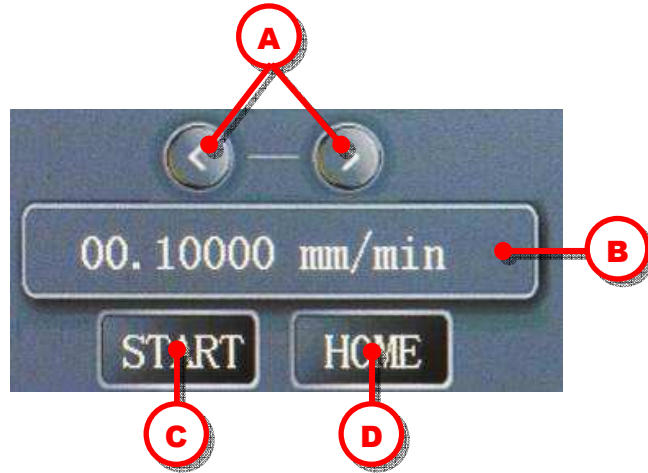 A
< — >
00.10000 mm/min
B
START HOME
C D